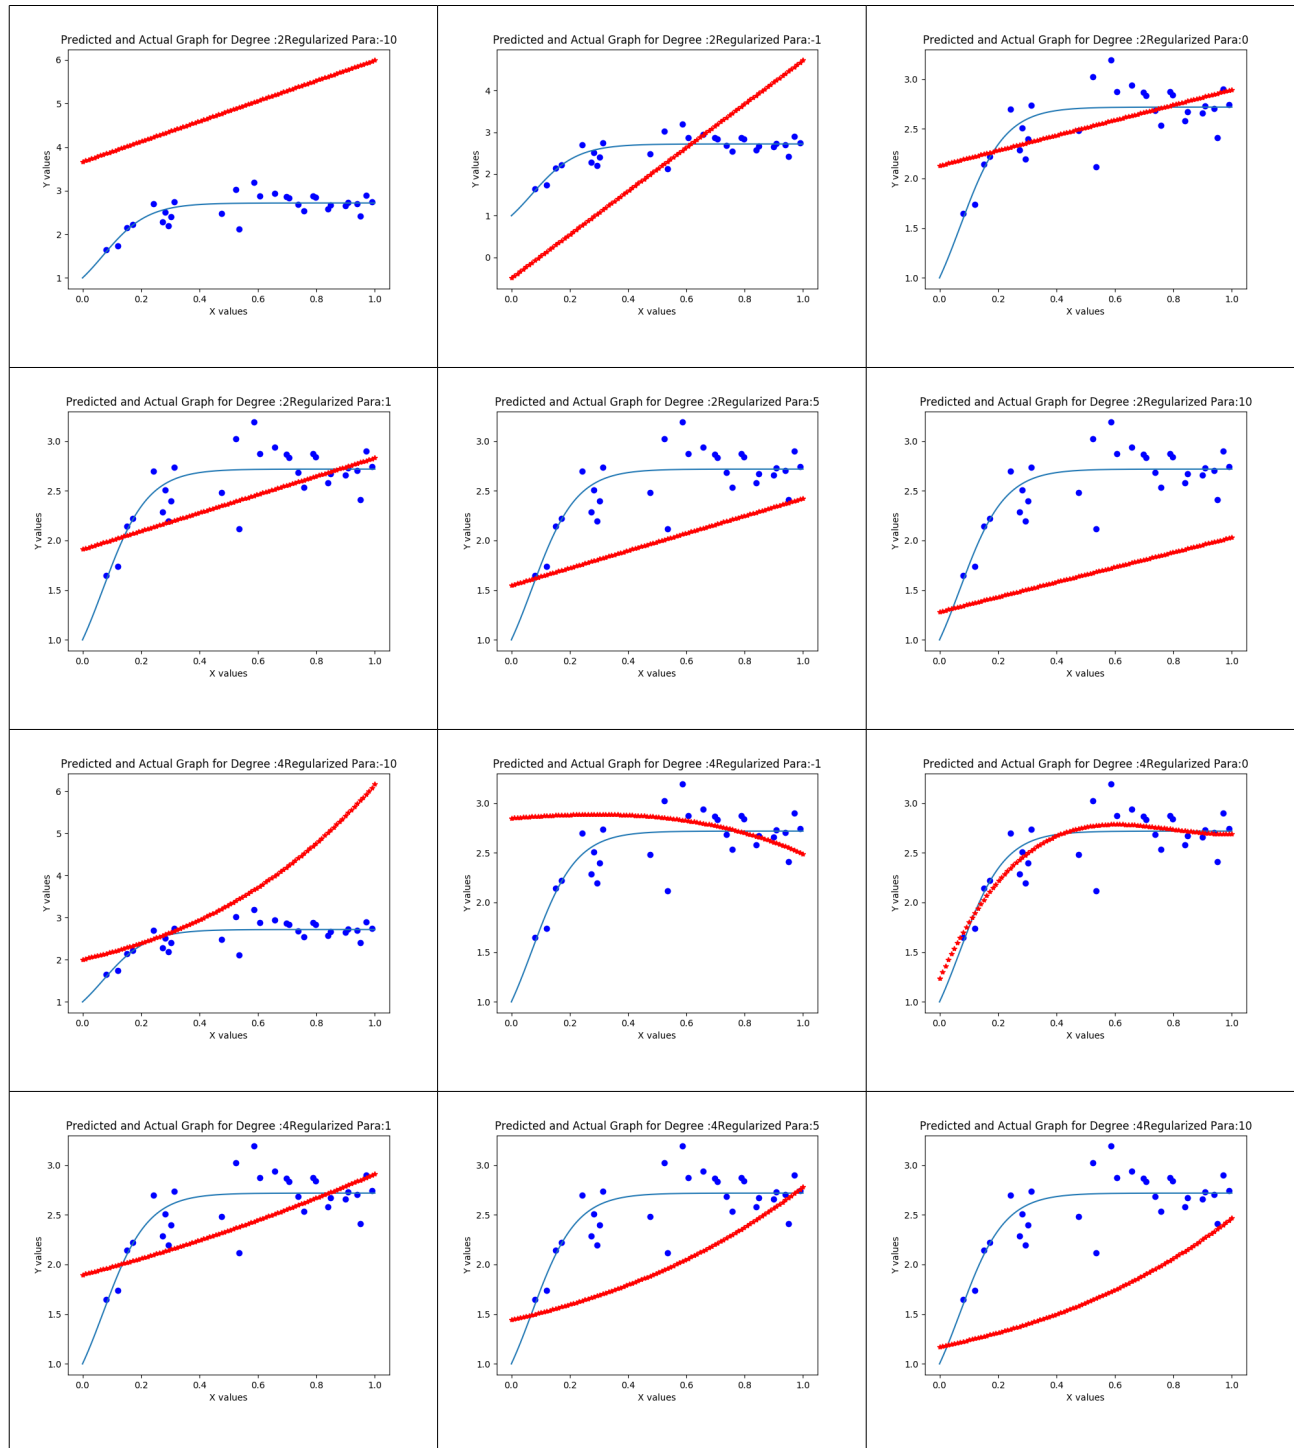 Predicted and Actual Graph for Degree :2Regularized Para:-10
6
5
4
3
2
1
Y values
0.0 0.2 0.4 0.6 0.8 1.0
X values
Predicted and Actual Graph for Degree :2Regularized Para:-1
4
3
2
1
0
Y values
0.0 0.2 0.4 0.6 0.8 1.0
X values
Predicted and Actual Graph for Degree :2Regularized Para:0
3.0
2.5
2.0
1.5
1.0
Y values
0.0 0.2 0.4 0.6 0.8 1.0
X values
Predicted and Actual Graph for Degree :2Regularized Para:1
3.0
2.5
2.0
1.5
1.0
Y values
0.0 0.2 0.4 0.6 0.8 1.0
X values
Predicted and Actual Graph for Degree :2Regularized Para:5
3.0
2.5
2.0
1.5
1.0
Y values
0.0 0.2 0.4 0.6 0.8 1.0
X values
Predicted and Actual Graph for Degree :2Regularized Para:10
3.0
2.5
2.0
1.5
1.0
Y values
0.0 0.2 0.4 0.6 0.8 1.0
X values
Predicted and Actual Graph for Degree :4Regularized Para:-10
6
5
4
3
2
1
Y values
0.0 0.2 0.4 0.6 0.8 1.0
X values
Predicted and Actual Graph for Degree :4Regularized Para:-1
3.0
2.5
2.0
1.5
1.0
Y values
0.0 0.2 0.4 0.6 0.8 1.0
X values
Predicted and Actual Graph for Degree :4Regularized Para:0
3.0
2.5
2.0
1.5
1.0
Y values
0.0 0.2 0.4 0.6 0.8 1.0
X values
Predicted and Actual Graph for Degree :4Regularized Para:1
3.0
2.5
2.0
1.5
1.0
Y values
0.0 0.2 0.4 0.6 0.8 1.0
X values
Predicted and Actual Graph for Degree :4Regularized Para:5
3.0
2.5
2.0
1.5
1.0
Y values
0.0 0.2 0.4 0.6 0.8 1.0
X values
Predicted and Actual Graph for Degree :4Regularized Para:10
3.0
2.5
2.0
1.5
1.0
Y values
0.0 0.2 0.4 0.6 0.8 1.0
X values